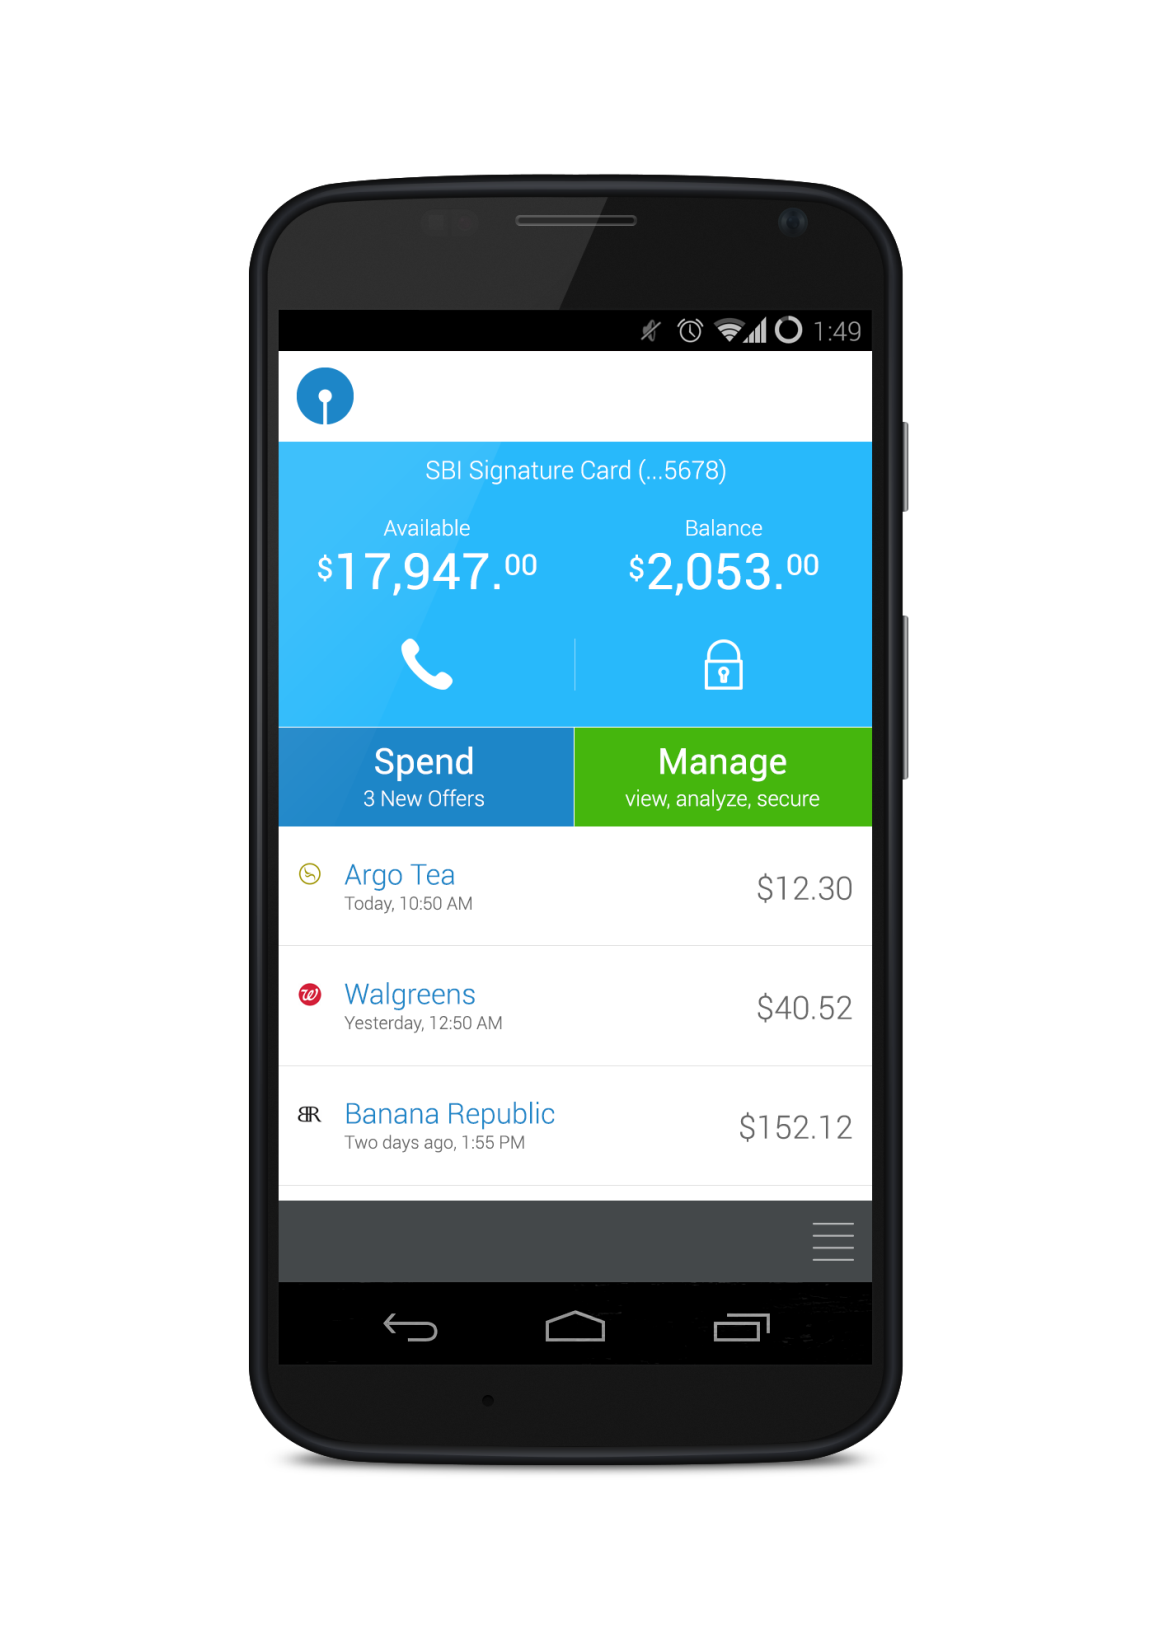 1:49
SBI Signature Card (...5678)
Available
Balance
$17,947.00
$2,053.00
Spend
Manage
3 New Offers
view, analyze, secure
Argo Tea
Today, 10:50 AM
$12.30
Walgreens
Yesterday, 12:50 AM
$40.52
BR
Banana Republic
Two days ago, 1:55 PM
$152.12